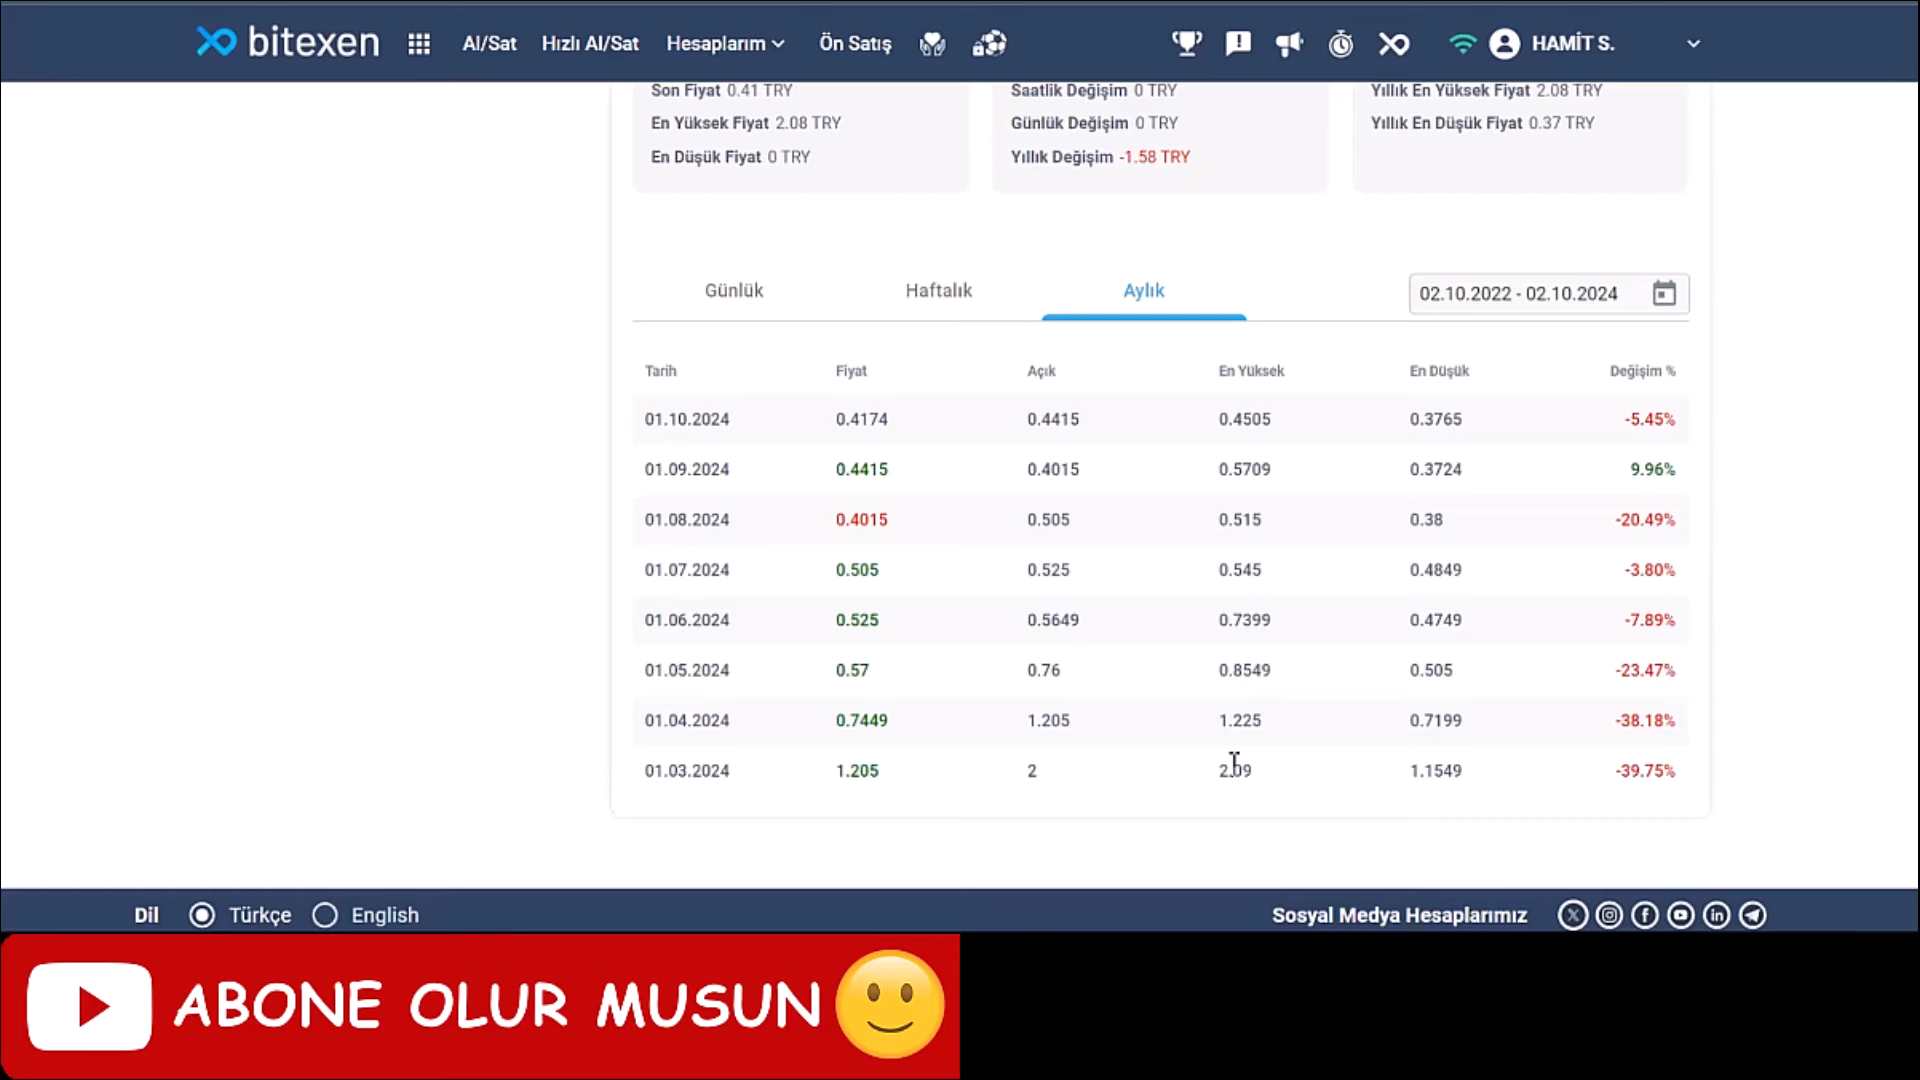 bitexen Al/Sat Hızlı Al/Sat Hesaplarım Ön Satış HAMİT S.
Son Fiyat 0.41 TRY
En Yüksek Fiyat 2.08 TRY
En Düşük Fiyat 0 TRY
Saatlik Değişim 0 TRY
Günlük Değişim 0 TRY
Yıllık Değişim -1.58 TRY
Yıllık En Yüksek Fiyat 2.08 TRY
Yıllık En Düşük Fiyat 0.37 TRY
Günlük Haftalık Aylık 02.10.2022 - 02.10.2024
Tarih Fiyat Açık En Yüksek En Düşük Değişim %
01.10.2024 0.4174 0.4415 0.4505 0.3765 -5.45%
01.09.2024 0.4415 0.4015 0.5709 0.3724 9.96%
01.08.2024 0.4015 0.505 0.515 0.38 -20.49%
01.07.2024 0.505 0.525 0.545 0.4849 -3.80%
01.06.2024 0.525 0.5649 0.7399 0.4749 -7.89%
01.05.2024 0.57 0.76 0.8549 0.505 -23.47%
01.04.2024 0.7449 1.205 1.225 0.7199 -38.18%
01.03.2024 1.205 2 2.09 1.1549 -39.75%
Dil Türkçe English Sosyal Medya Hesaplarımız
ABONE OLUR MUSUN